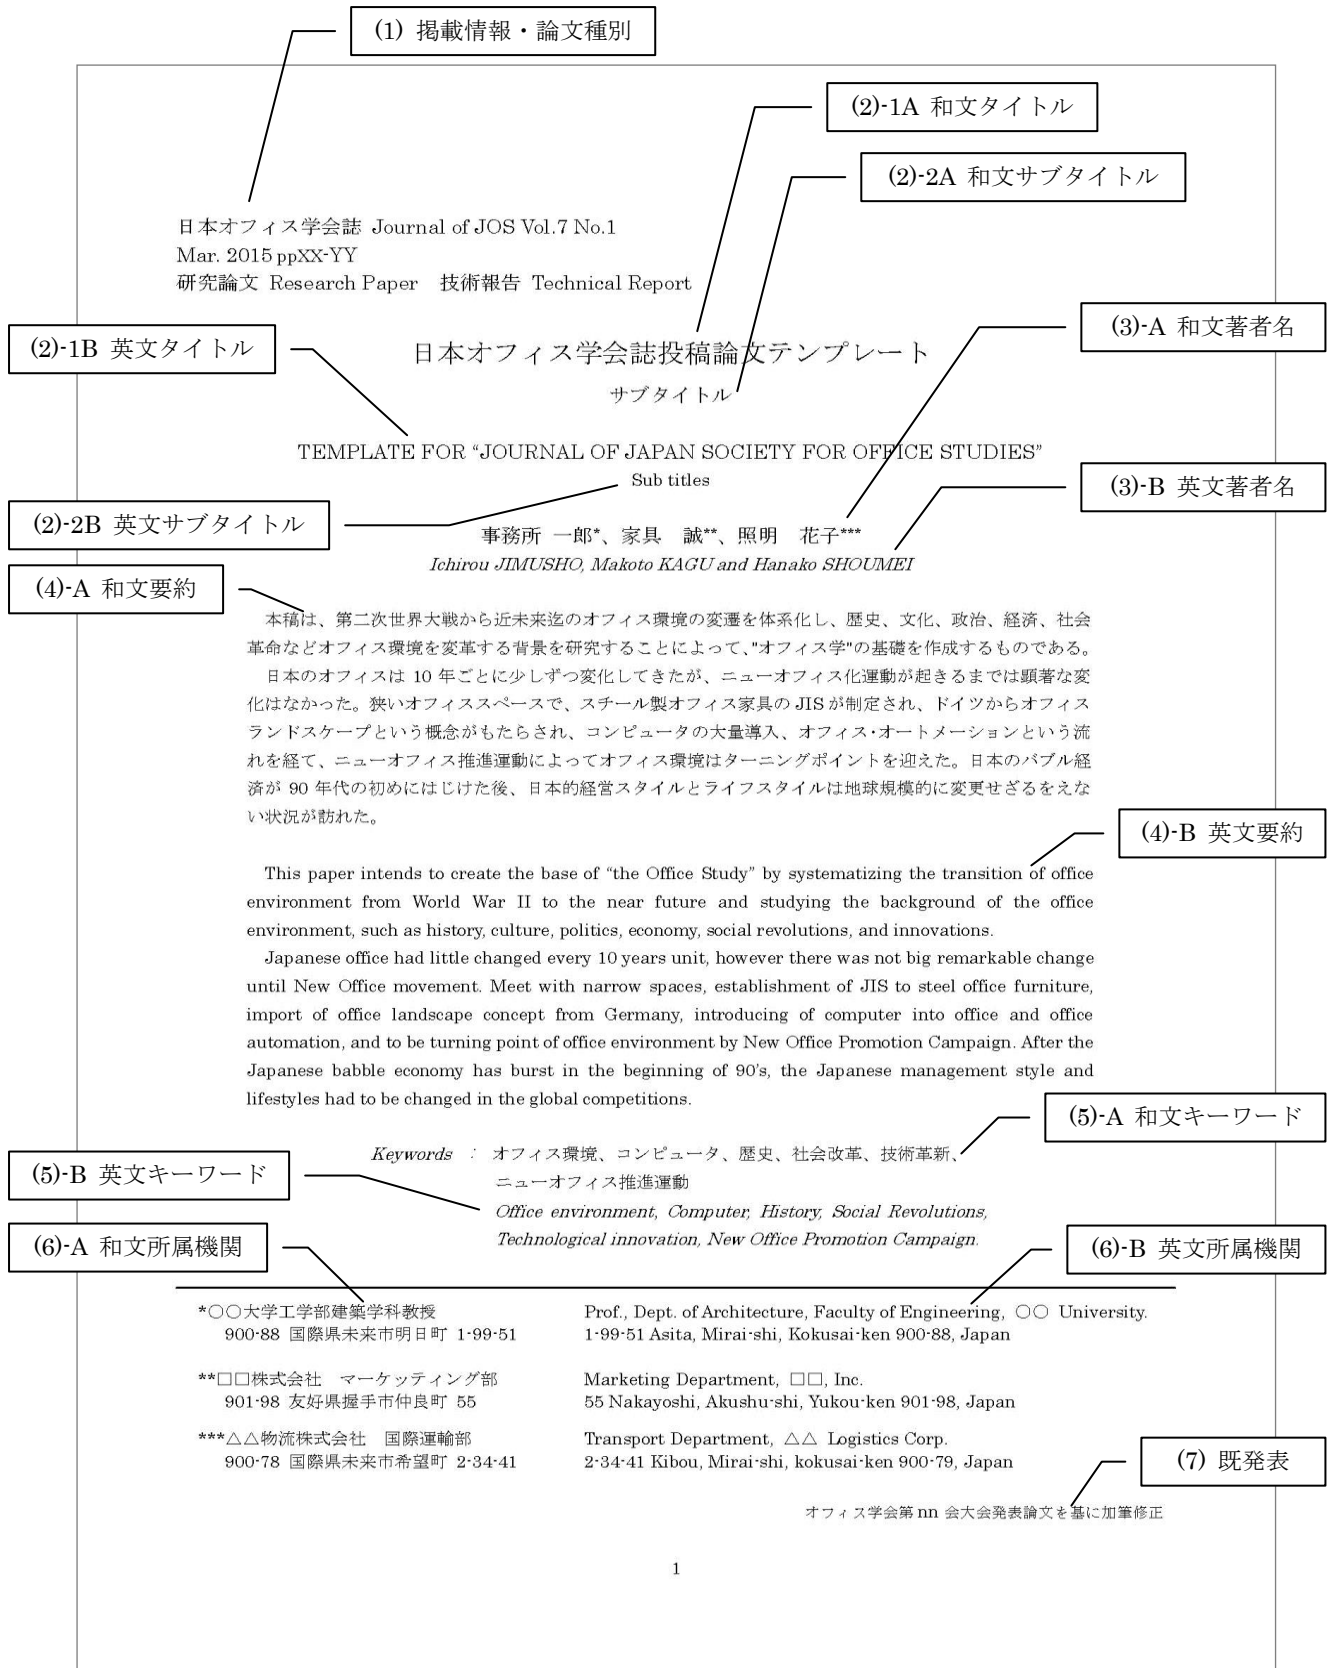 (1) 掲載情報・論文種別
(2)-1A 和文タイトル
(2)-2A 和文サブタイトル
日本オフィス学会誌 Journal of JOS Vol.7 No.1
Mar. 2015 ppXX-YY
研究論文 Research Paper　技術報告 Technical Report
(3)-A 和文著者名
(2)-1B 英文タイトル
日本オフィス学会誌投稿論文テンプレート
サブタイトル
TEMPLATE FOR “JOURNAL OF JAPAN SOCIETY FOR OFFICE STUDIES”
Sub titles
(3)-B 英文著者名
(2)-2B 英文サブタイトル
事務所 一郎*、家具　誠**、照明　花子***
Ichirou JIMUSHO, Makoto KAGU and Hanako SHOUMEI
(4)-A 和文要約
本稿は、第二次世界大戦から近未来迄のオフィス環境の変遷を体系化し、歴史、文化、政治、経済、社会
革命などオフィス環境を変革する背景を研究することによって、"オフィス学"の基礎を作成するものである。
日本のオフィスは 10 年ごとに少しずつ変化してきたが、ニューオフィス化運動が起きるまでは顕著な変
化はなかった。狭いオフィススペースで、スチール製オフィス家具の JIS が制定され、ドイツからオフィス
ランドスケープという概念がもたらされ、コンピュータの大量導入、オフィス･オートメーションという流
れを経て、ニューオフィス推進運動によってオフィス環境はターニングポイントを迎えた。日本のバブル経
済が 90 年代の初めにはじけた後、日本的経営スタイルとライフスタイルは地球規模的に変更せざるをえな
い状況が訪れた。
(4)-B 英文要約
This paper intends to create the base of “the Office Study” by systematizing the transition of office
environment from World War II to the near future and studying the background of the office
environment, such as history, culture, politics, economy, social revolutions, and innovations.
Japanese office had little changed every 10 years unit, however there was not big remarkable change
until New Office movement. Meet with narrow spaces, establishment of JIS to steel office furniture,
import of office landscape concept from Germany, introducing of computer into office and office
automation, and to be turning point of office environment by New Office Promotion Campaign. After the
Japanese babble economy has burst in the beginning of 90’s, the Japanese management style and
lifestyles had to be changed in the global competitions.
(5)-A 和文キーワード
Keywords ： オフィス環境、コンピュータ、歴史、社会改革、技術革新、
(5)-B 英文キーワード
ニューオフィス推進運動
Office environment, Computer, History, Social Revolutions,
Technological innovation, New Office Promotion Campaign.
(6)-A 和文所属機関
(6)-B 英文所属機関
*○○大学工学部建築学科教授　Prof., Dept. of Architecture, Faculty of Engineering, ○○ University.
900-88 国際県未来市明日町 1-99-51　1-99-51 Asita, Mirai-shi, Kokusai-ken 900-88, Japan
**□□株式会社　マーケッティング部　Marketing Department, □□, Inc.
901-98 友好県握手市仲良町 55　55 Nakayoshi, Akushu-shi, Yukou-ken 901-98, Japan
***△△物流株式会社　国際運輸部　Transport Department, △△ Logistics Corp.
900-78 国際県未来市希望町 2-34-41　2-34-41 Kibou, Mirai-shi, kokusai-ken 900-79, Japan
(7) 既発表
オフィス学会第 nn 会大会発表論文を基に加筆修正
1